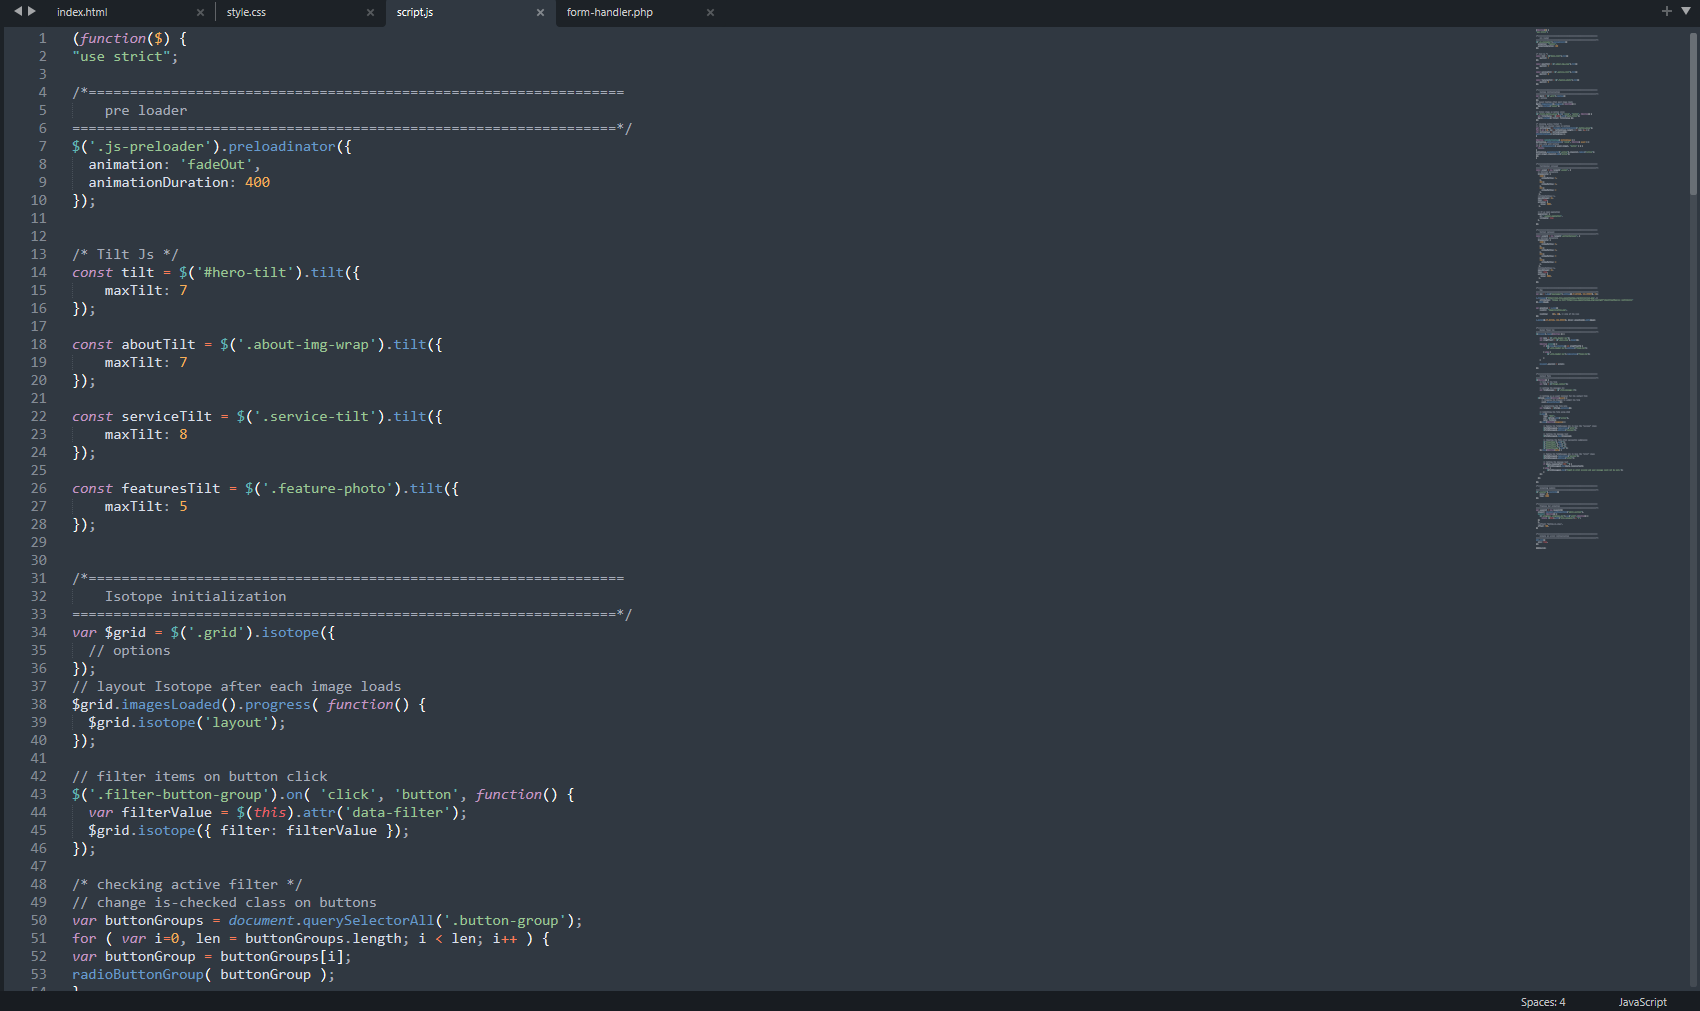 index.html × style.css × script.js × form-handler.php ×
1 (function($) {
2 "use strict";
3
4 /*=================================================================
5     pre loader
6 ==================================================================*/
7 $('.js-preloader').preloadinator({
8   animation: 'fadeOut',
9   animationDuration: 400
10 });
11
12
13 /* Tilt Js */
14 const tilt = $('#hero-tilt').tilt({
15     maxTilt: 7
16 });
17
18 const aboutTilt = $('.about-img-wrap').tilt({
19     maxTilt: 7
20 });
21
22 const serviceTilt = $('.service-tilt').tilt({
23     maxTilt: 8
24 });
25
26 const featuresTilt = $('.feature-photo').tilt({
27     maxTilt: 5
28 });
29
30
31 /*=================================================================
32     Isotope initialization
33 ==================================================================*/
34 var $grid = $('.grid').isotope({
35   // options
36 });
37 // layout Isotope after each image loads
38 $grid.imagesLoaded().progress( function() {
39   $grid.isotope('layout');
40 });
41
42 // filter items on button click
43 $('.filter-button-group').on( 'click', 'button', function() {
44   var filterValue = $(this).attr('data-filter');
45   $grid.isotope({ filter: filterValue });
46 });
47
48 /* checking active filter */
49 // change is-checked class on buttons
50 var buttonGroups = document.querySelectorAll('.button-group');
51 for ( var i=0, len = buttonGroups.length; i < len; i++ ) {
52 var buttonGroup = buttonGroups[i];
53 radioButtonGroup( buttonGroup );
Spaces: 4 JavaScript